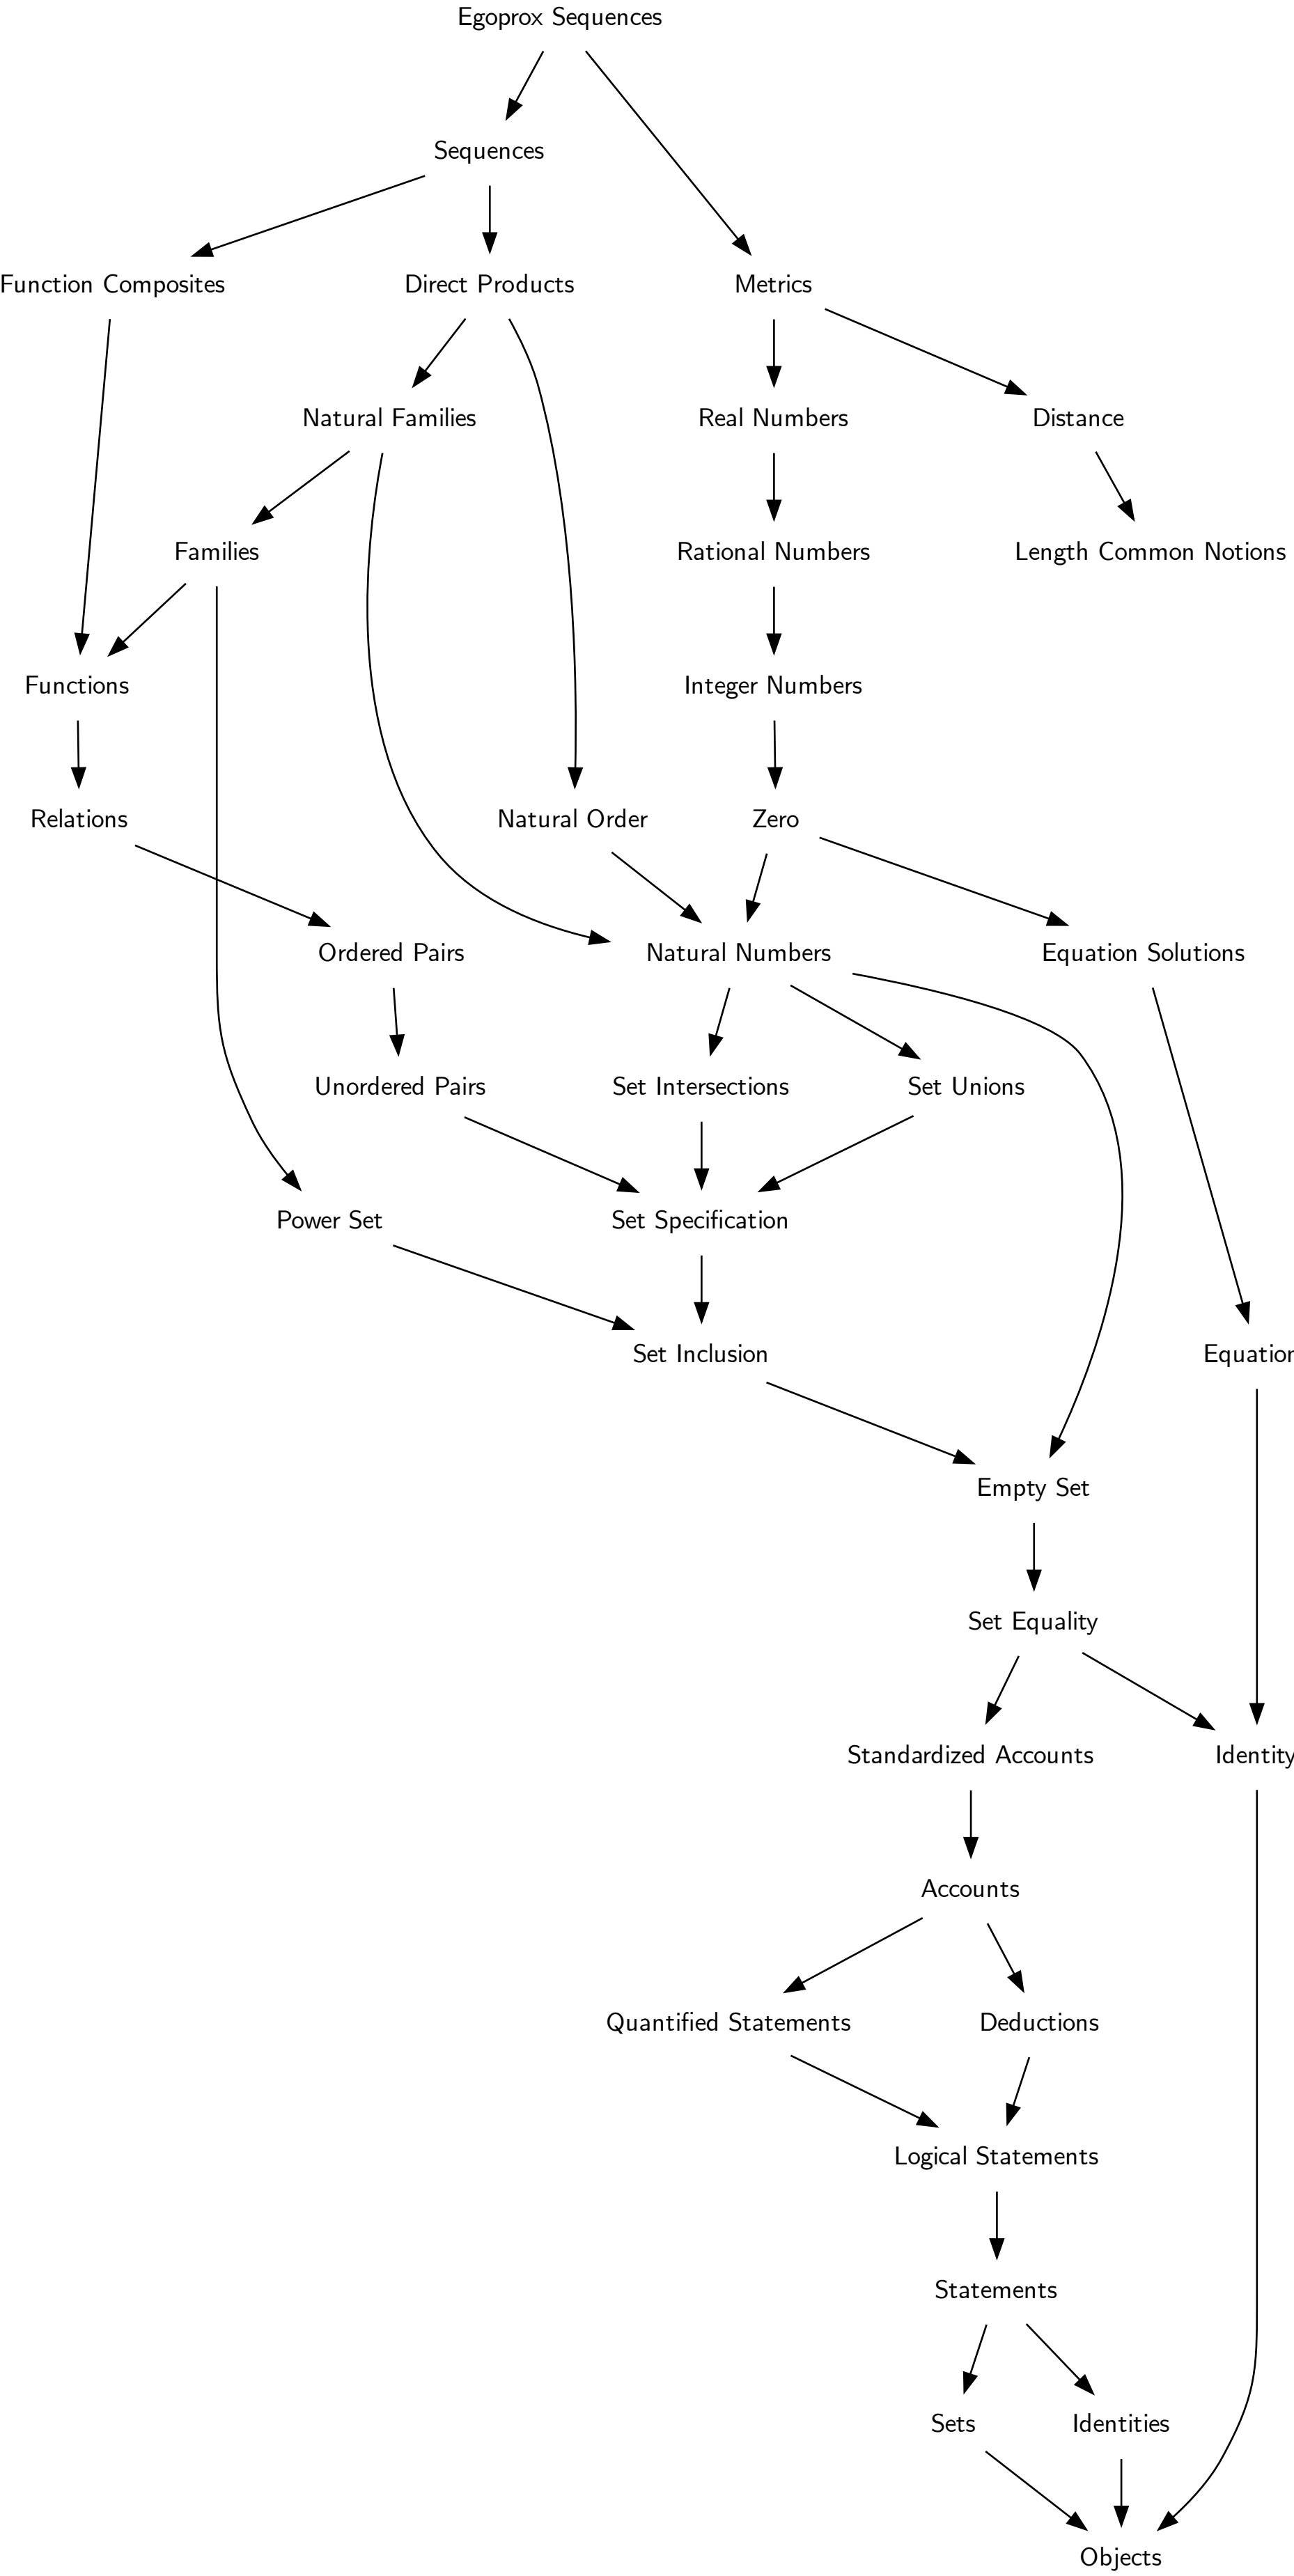 Egoprox Sequences
Sequences
Function Composites
Direct Products
Metrics
Natural Families
Real Numbers
Distance
Families
Rational Numbers
Length Common Notions
Functions
Integer Numbers
Relations
Natural Order
Zero
Ordered Pairs
Natural Numbers
Equation Solutions
Unordered Pairs
Set Intersections
Set Unions
Power Set
Set Specification
Set Inclusion
Equation
Empty Set
Set Equality
Standardized Accounts
Identity
Accounts
Quantified Statements
Deductions
Logical Statements
Statements
Sets
Identities
Objects